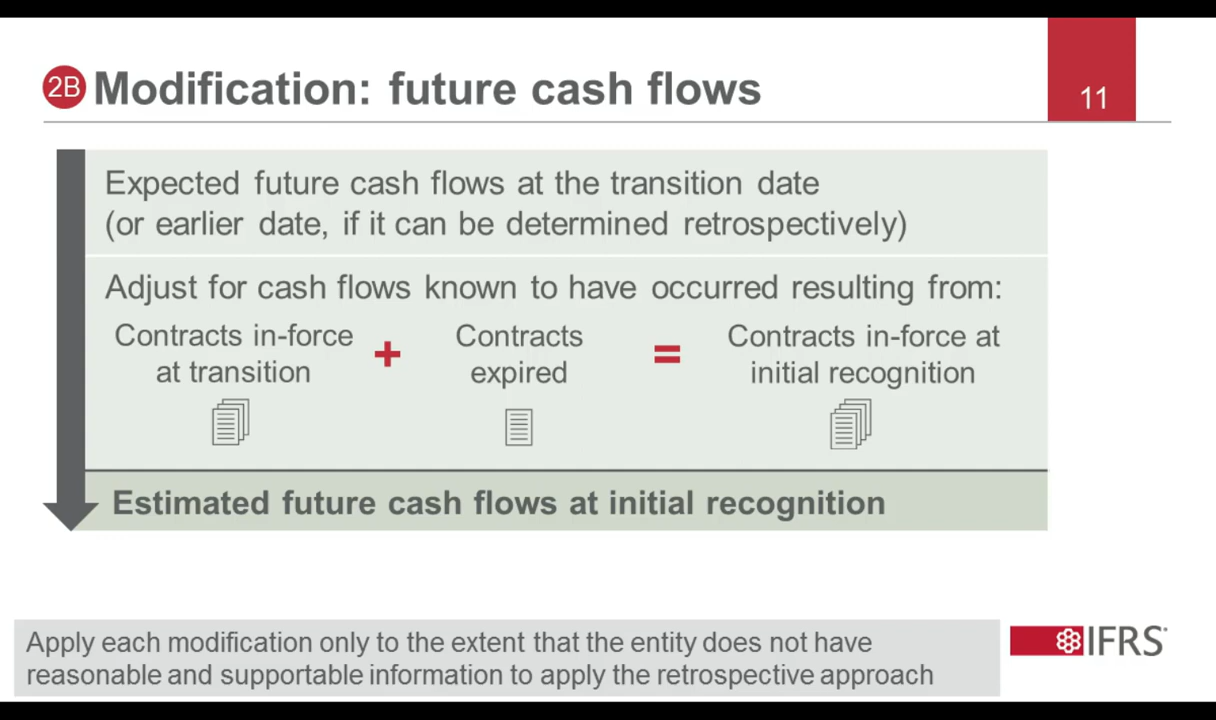 2B Modification: future cash flows
11
Expected future cash flows at the transition date
(or earlier date, if it can be determined retrospectively)
Adjust for cash flows known to have occurred resulting from:
Contracts in-force
at transition
+
Contracts
expired
=
Contracts in-force at
initial recognition
Estimated future cash flows at initial recognition
Apply each modification only to the extent that the entity does not have
reasonable and supportable information to apply the retrospective approach
IFRS